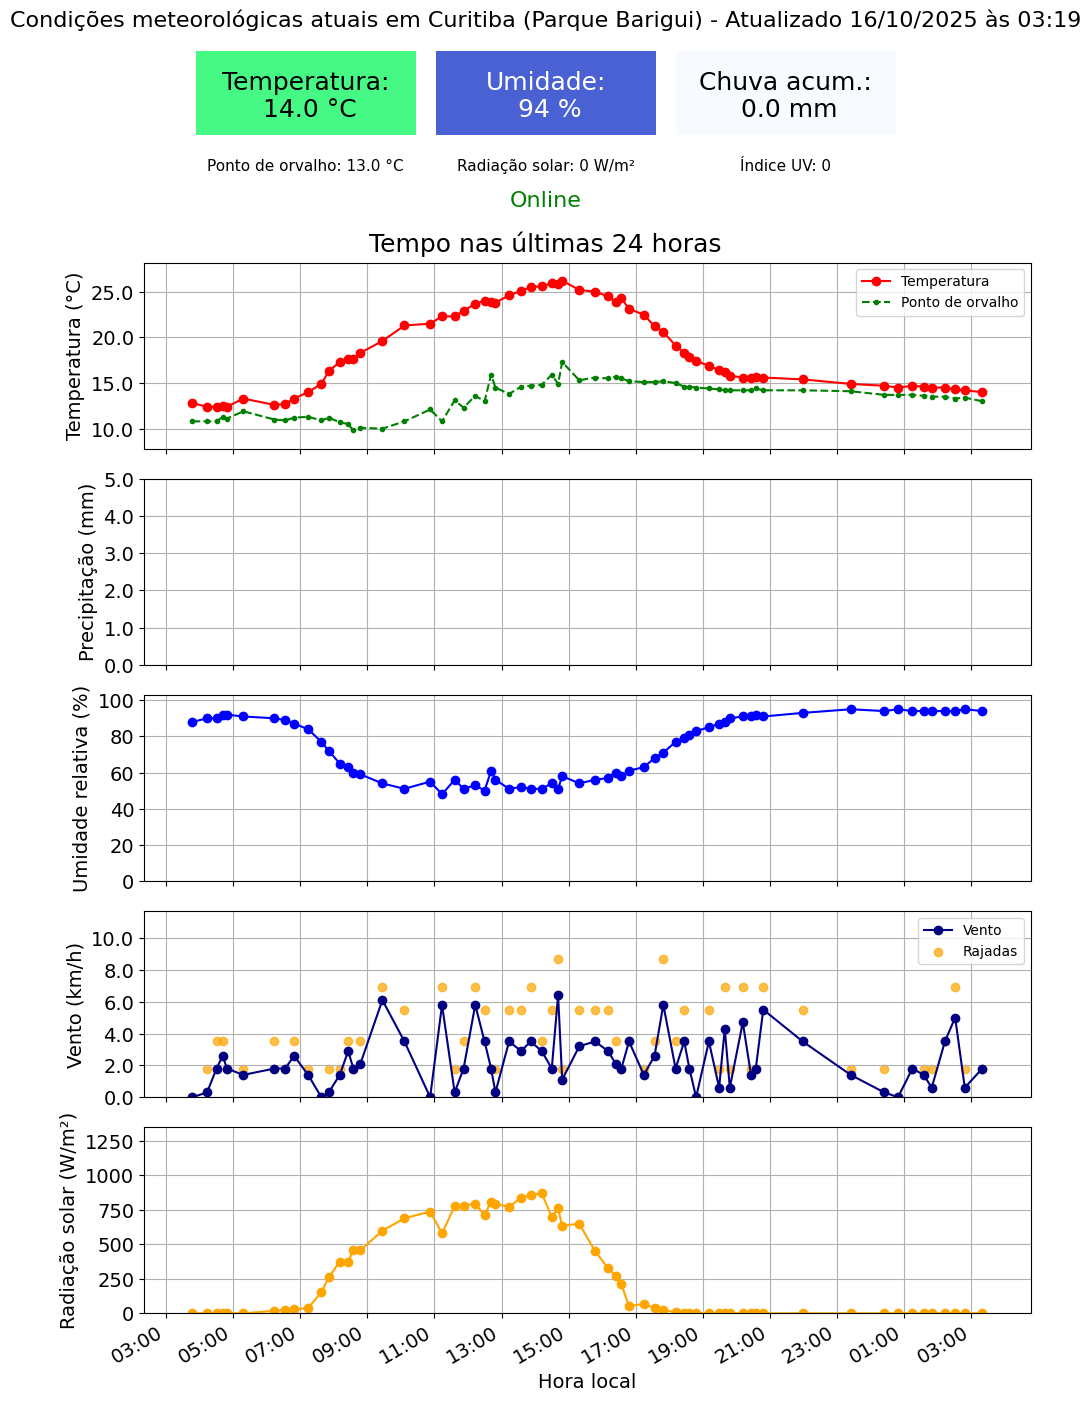 Condições meteorológicas atuais em Curitiba (Parque Barigui) - Atualizado 16/10/2025 às 03:19
Temperatura:
14.0 °C
Umidade:
94 %
Chuva acum.:
0.0 mm
Ponto de orvalho: 13.0 °C
Radiação solar: 0 W/m²
Índice UV: 0
Online
Tempo nas últimas 24 horas
Temperatura (°C)
25.0
20.0
15.0
10.0
Temperatura
Ponto de orvalho
Precipitação (mm)
5.0
4.0
3.0
2.0
1.0
0.0
Umidade relativa (%)
100
80
60
40
20
0
Vento (km/h)
10.0
8.0
6.0
4.0
2.0
0.0
Vento
Rajadas
Radiação solar (W/m²)
1250
1000
750
500
250
0
03:00
05:00
07:00
09:00
11:00
13:00
15:00
17:00
19:00
21:00
23:00
01:00
03:00
Hora local